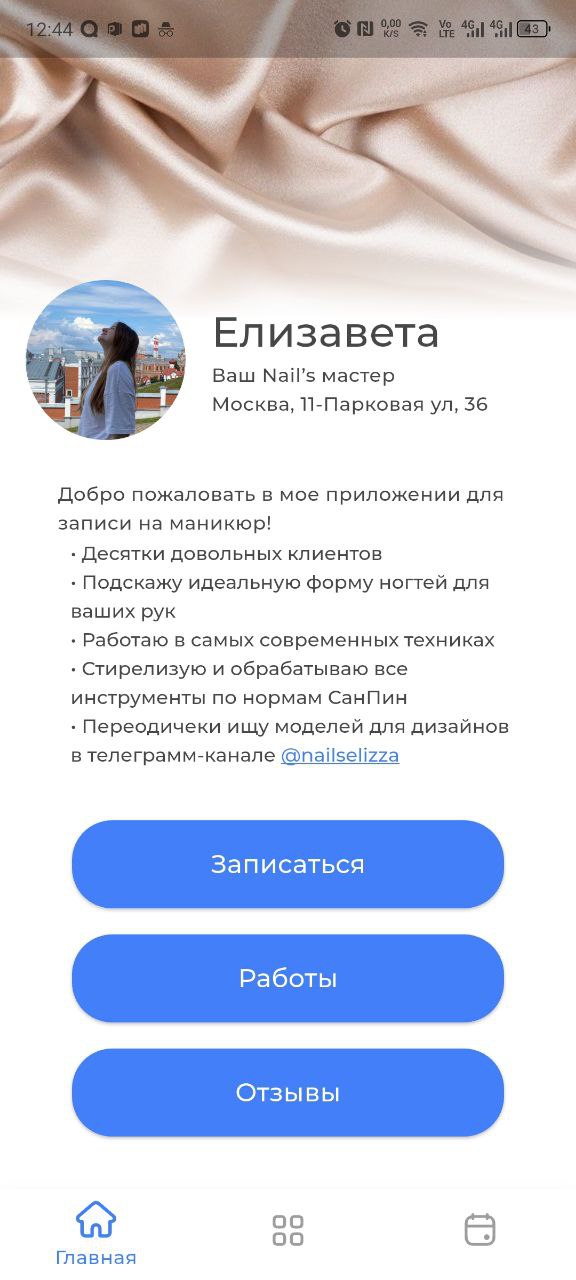 12:44
0,00
K/S
Vo
LTE
4G
4G
43
Елизавета
Ваш Nail’s мастер
Москва, 11-Парковая ул, 36
Добро пожаловать в мое приложении для
записи на маникюр!
• Десятки довольных клиентов
• Подскажу идеальную форму ногтей для
ваших рук
• Работаю в самых современных техниках
• Стирелизую и обрабатываю все
инструменты по нормам СанПин
• Переодичеки ищу моделей для дизайнов
в телеграмм-канале @nailselizza
Записаться
Работы
Отзывы
Главная